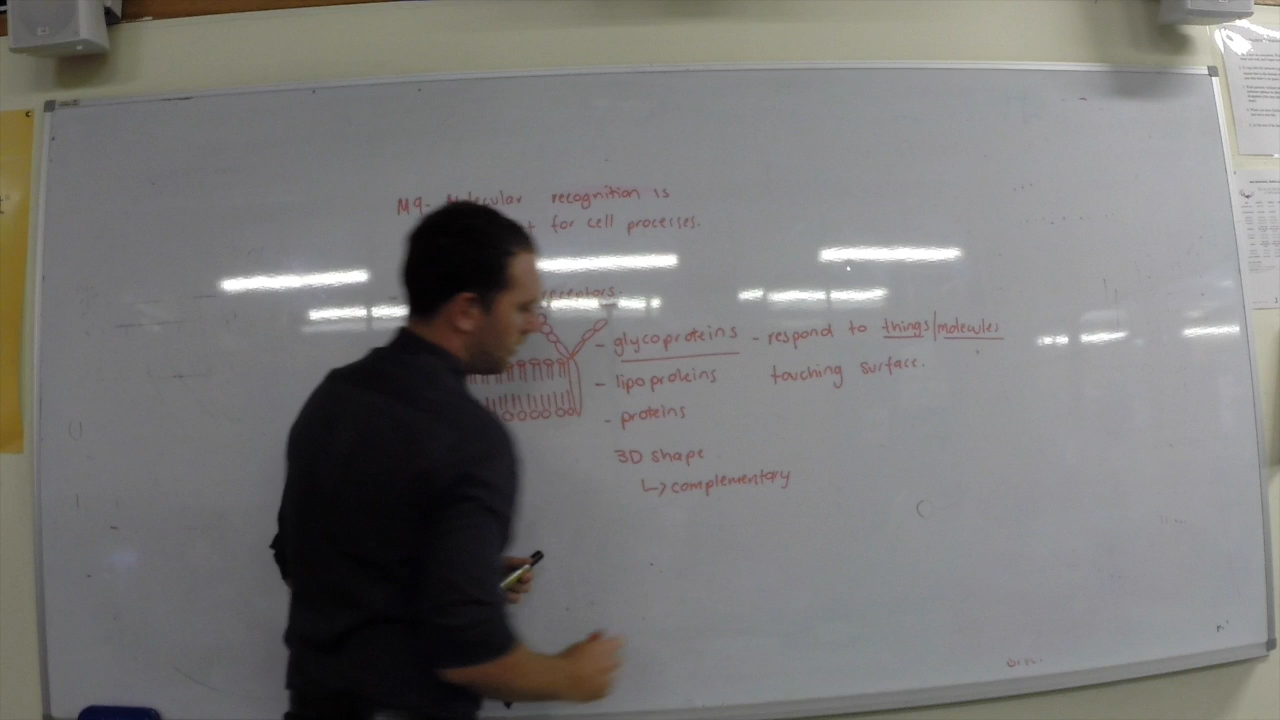 M9- Molecular recognition is
for cell processes.
receptors.
- glycoproteins - respond to things/molecules
- lipoproteins touching surface.
- proteins
3D shape
↳ complementary